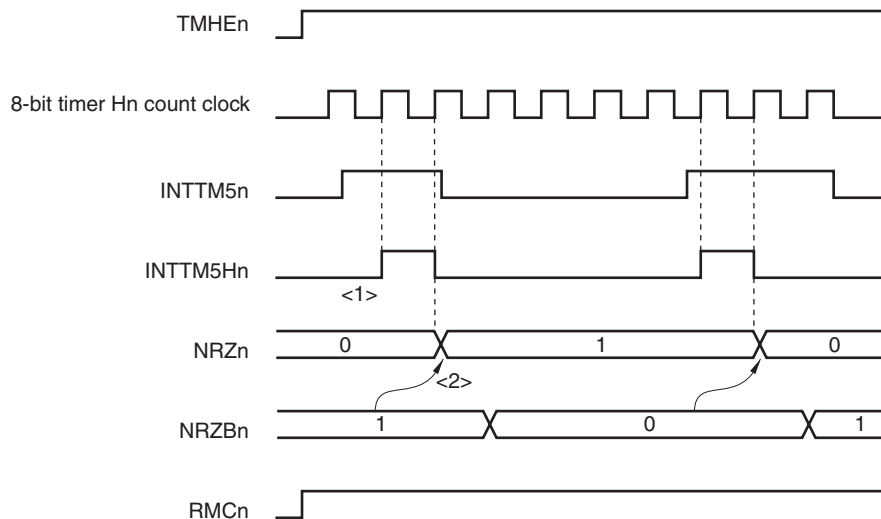 TMHEn
8-bit timer Hn count clock
INTTM5n
INTTM5Hn
<1>
NRZn
0
1
0
<2>
NRZBn
1
0
1
RMCn